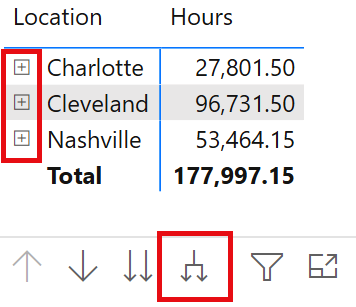 Location Hours
Charlotte 27,801.50
Cleveland 96,731.50
Nashville 53,464.15
Total 177,997.15